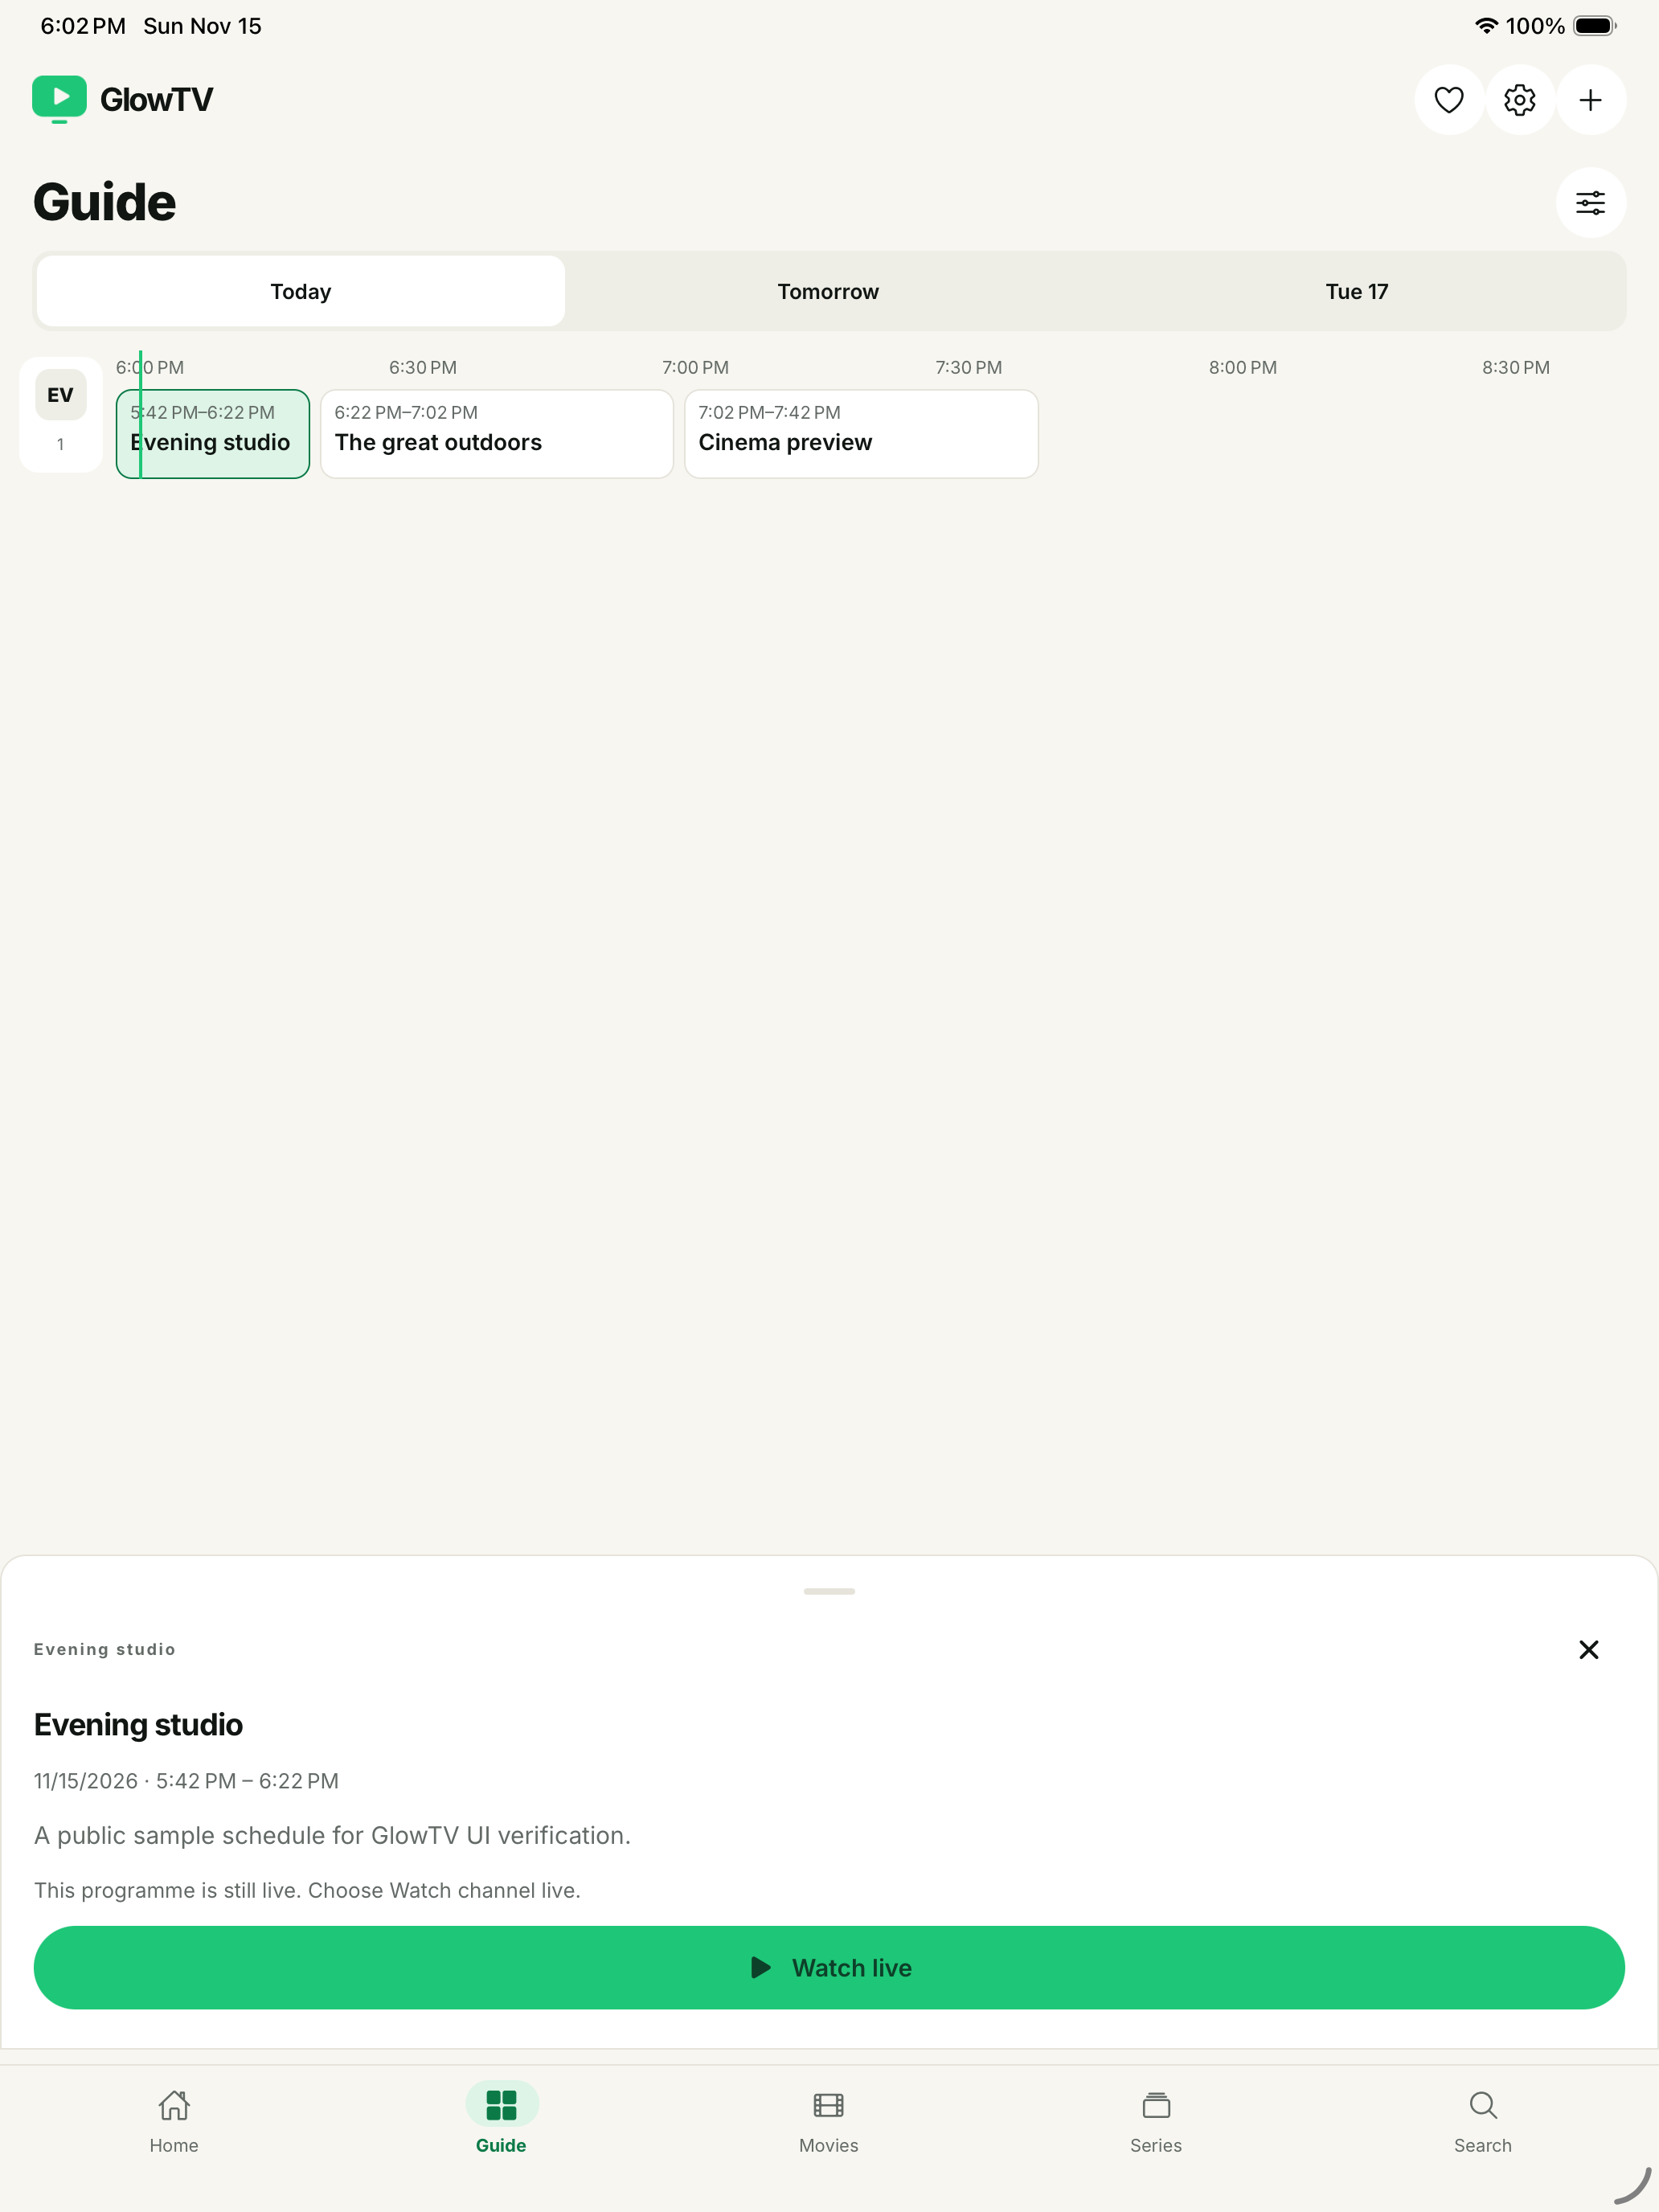 6:02 PM Sun Nov 15
100%
GlowTV
Guide
Today Tomorrow Tue 17
6:00 PM 6:30 PM 7:00 PM 7:30 PM 8:00 PM 8:30 PM
EV
1
5:42 PM–6:22 PM
Evening studio
6:22 PM–7:02 PM
The great outdoors
7:02 PM–7:42 PM
Cinema preview
Evening studio
Evening studio
11/15/2026 · 5:42 PM – 6:22 PM
A public sample schedule for GlowTV UI verification.
This programme is still live. Choose Watch channel live.
Watch live
Home Guide Movies Series Search